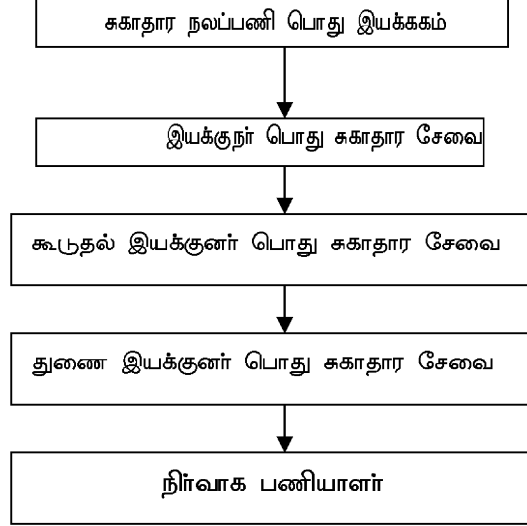 சுகாதார நலப்பணி பொது இயக்ககம்
இயக்குநர் பொது சுகாதார சேவை
கூடுதல் இயக்குனர் பொது சுகாதார சேவை
துணை இயக்குனர் பொது சுகாதார சேவை
நிர்வாக பணியாளர்